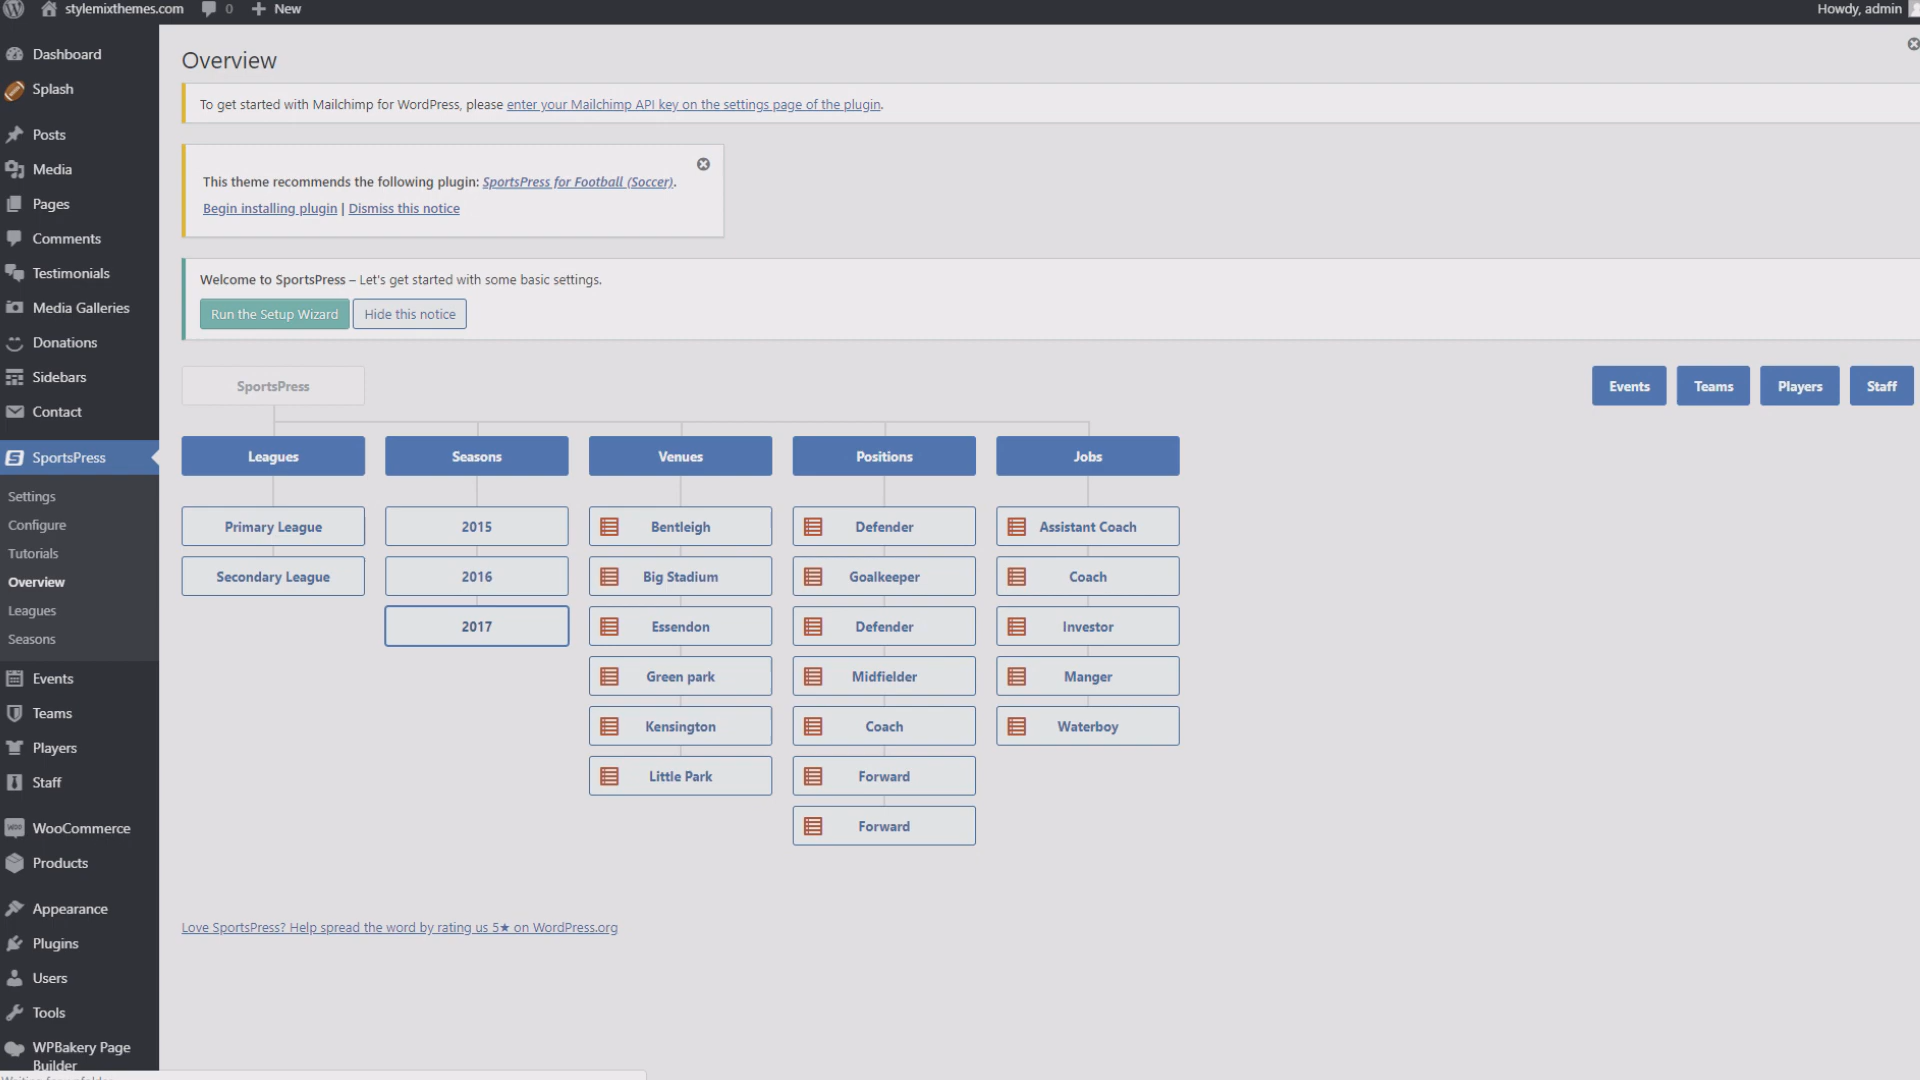 stylemixthemes.com 0 New Howdy, admin
Dashboard
Splash
Posts
Media
Pages
Comments
Testimonials
Media Galleries
Donations
Sidebars
Contact
SportsPress
Settings
Configure
Tutorials
Overview
Leagues
Seasons
Events
Teams
Players
Staff
WooCommerce
Products
Appearance
Plugins
Users
Tools
WPBakery Page
Builder
Overview
To get started with Mailchimp for WordPress, please enter your Mailchimp API key on the settings page of the plugin.
This theme recommends the following plugin: SportsPress for Football (Soccer).
Begin installing plugin | Dismiss this notice
Welcome to SportsPress – Let's get started with some basic settings.
Run the Setup Wizard Hide this notice
SportsPress Events Teams Players Staff
Leagues Seasons Venues Positions Jobs
Primary League 2015 Bentleigh Defender Assistant Coach
Secondary League 2016 Big Stadium Goalkeeper Coach
2017 Essendon Defender Investor
Green park Midfielder Manger
Kensington Coach Waterboy
Little Park Forward
Forward
Love SportsPress? Help spread the word by rating us 5★ on WordPress.org